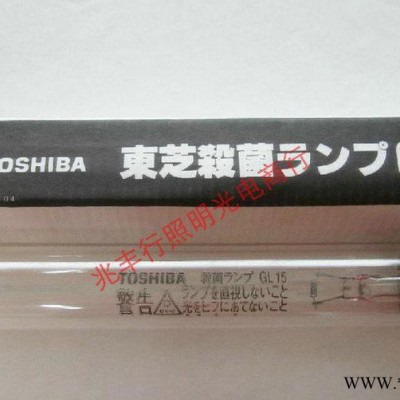 TOSHIBA 東芝殺菌ランプ
兆丰行照明光电商行
TOSHIBA 殺菌ランプ GL15
警告 ランプを直視しないこと
光をヒフにあてないこと
www.